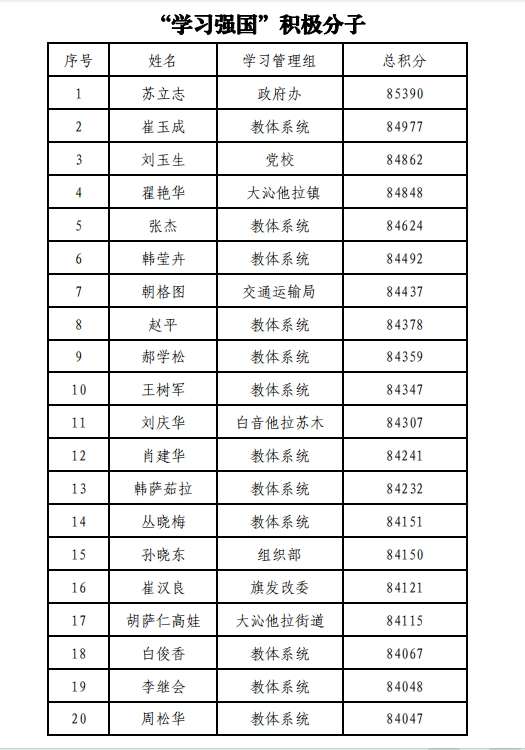 “学习强国”积极分子
序号 姓名 学习管理组 总积分
1 苏立志 政府办 85390
2 崔玉成 教体系统 84977
3 刘玉生 党校 84862
4 翟艳华 大沁他拉镇 84848
5 张杰 教体系统 84624
6 韩莹卉 教体系统 84492
7 朝格图 交通运输局 84437
8 赵平 教体系统 84378
9 郝学松 教体系统 84359
10 王树军 教体系统 84347
11 刘庆华 白音他拉苏木 84307
12 肖建华 教体系统 84241
13 韩萨茹拉 教体系统 84232
14 丛晓梅 教体系统 84151
15 孙晓东 组织部 84150
16 崔汉良 旗发改委 84121
17 胡萨仁高娃 大沁他拉街道 84115
18 白俊香 教体系统 84067
19 李继会 教体系统 84048
20 周松华 教体系统 84047